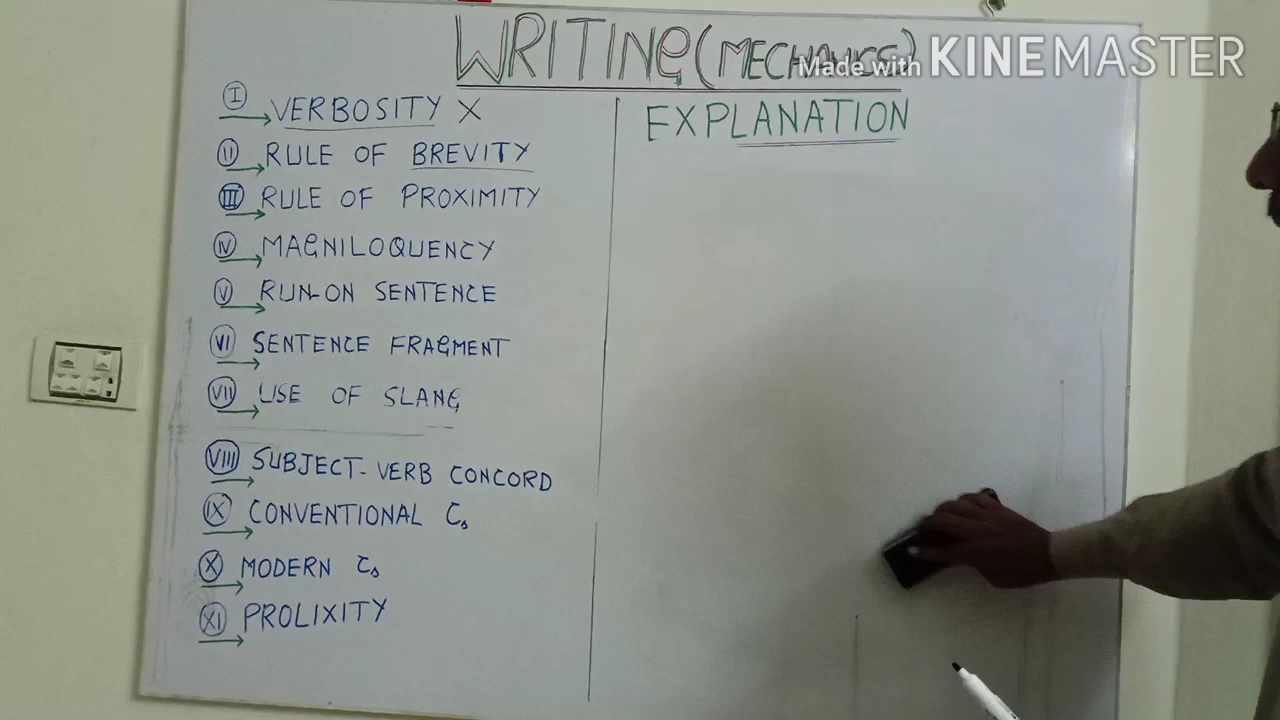 WRITING (MECHANICS)
Made with KINEMASTER
I VERBOSITY X
II RULE OF BREVITY
III RULE OF PROXIMITY
IV MAGNILOQUENCY
V RUN-ON SENTENCE
VI SENTENCE FRAGMENT
VII USE OF SLANG
VIII SUBJECT-VERB CONCORD
IX CONVENTIONAL Cs
X MODERN Cs
XI PROLIXITY
EXPLANATION